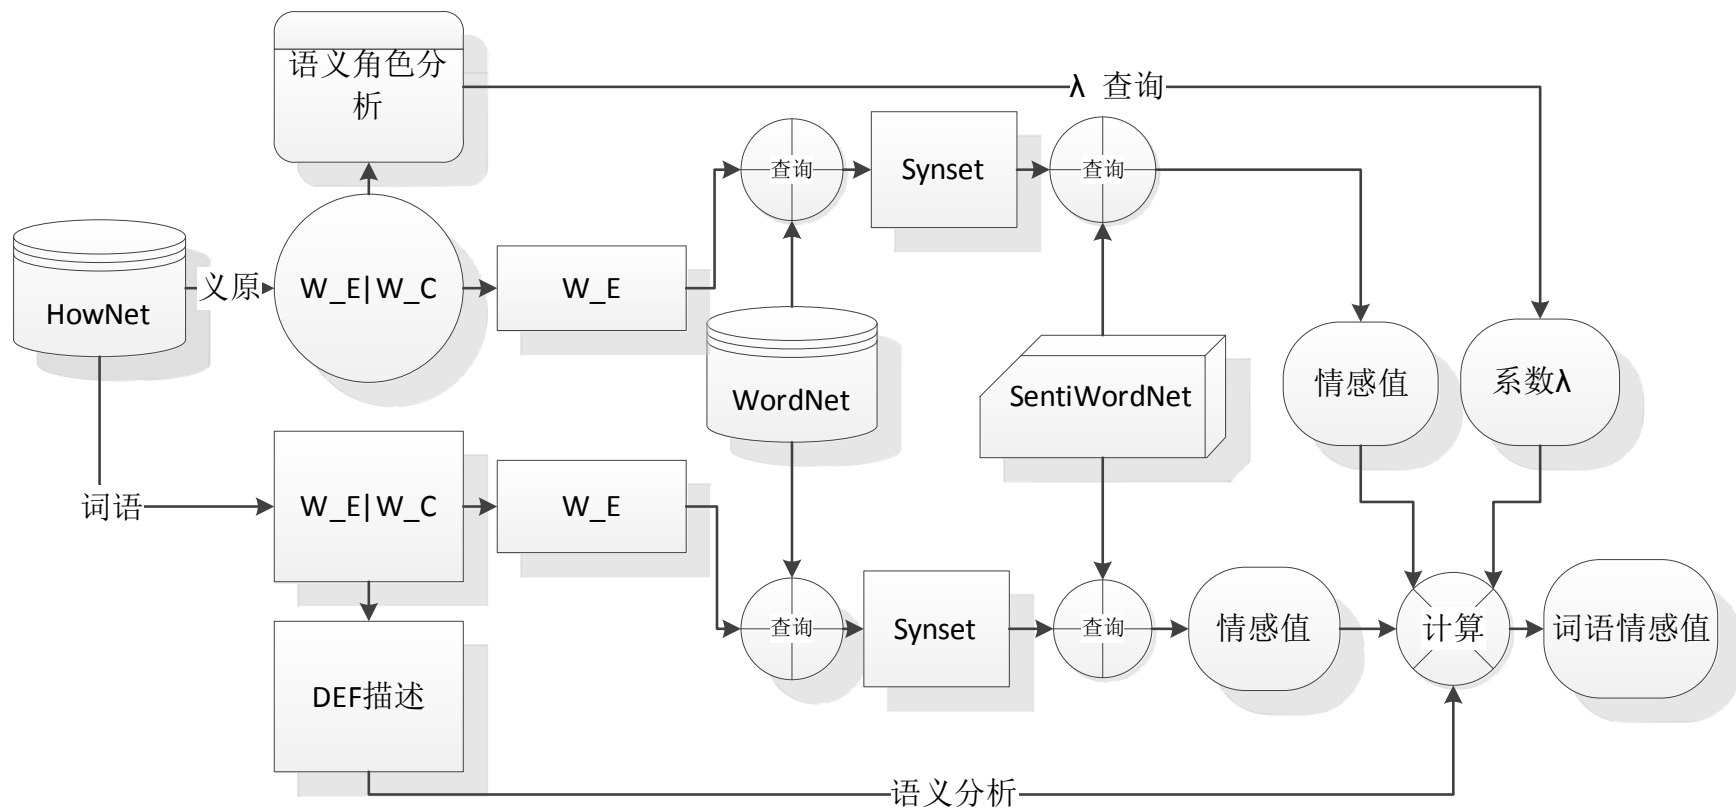 语义角色分
析
λ 查询
查询
Synset
查询
HowNet
义原
W_E|W_C
W_E
WordNet
SentiWordNet
情感值
系数λ
词语
W_E|W_C
W_E
查询
Synset
查询
情感值
计算
词语情感值
DEF描述
语义分析